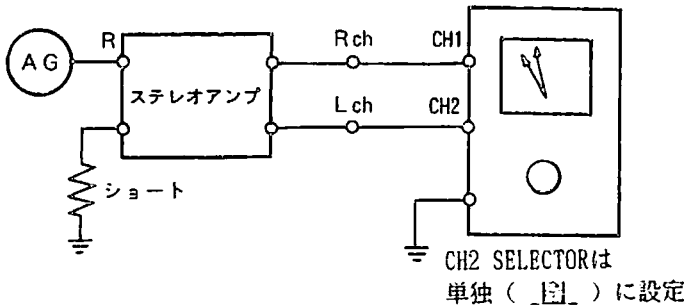 AG
R
ステレオアンプ
ショート
Rch
Lch
CH1
CH2
CH2 SELECTORは
単独( )に設定